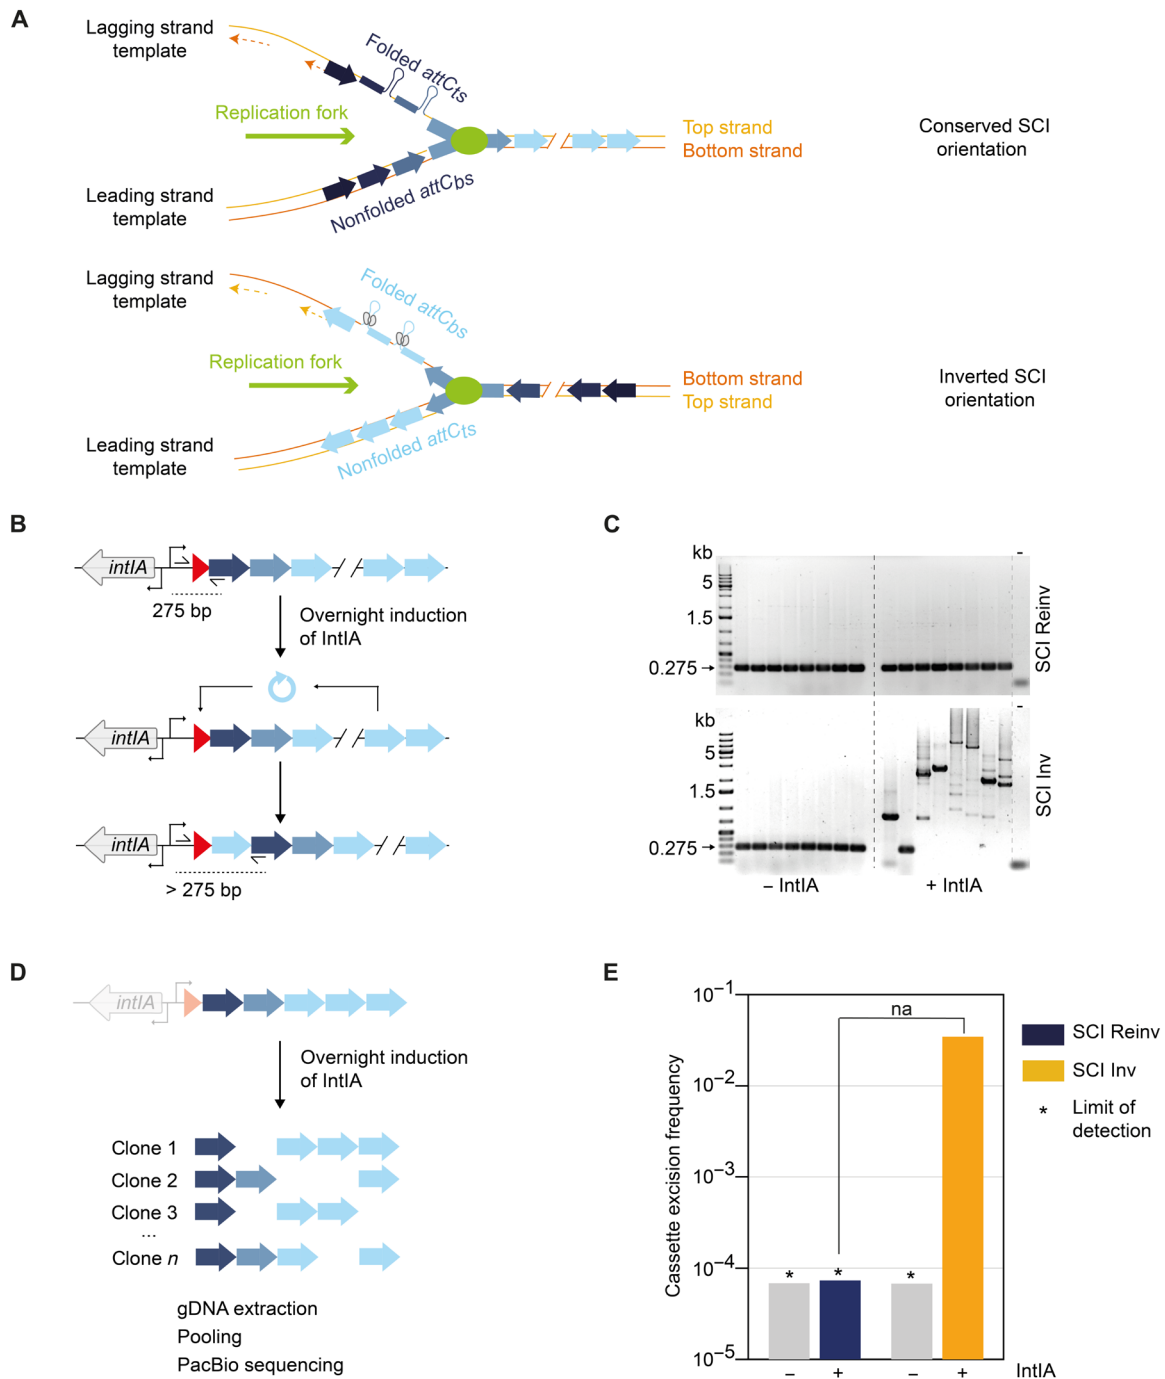 A
Lagging strand
template
Folded attCts
Replication fork
Top strand
Bottom strand
Conserved SCI
orientation
Leading strand
template
Nonfolded attCbs
Lagging strand
template
Folded attCbs
Replication fork
Bottom strand
Top strand
Inverted SCI
orientation
Leading strand
template
Nonfolded attCts
B
intIA
275 bp
Overnight induction
of IntIA
intIA
intIA
> 275 bp
C
kb
5
1.5
0.275
-
SCI Reinv
kb
5
1.5
0.275
-
SCI Inv
– IntIA
+ IntIA
D
intIA
Overnight induction
of IntIA
Clone 1
Clone 2
Clone 3
...
Clone n
gDNA extraction
Pooling
PacBio sequencing
E
Cassette excision frequency
10−1
10−2
10−3
10−4
10−5
na
* * *
– + – + IntIA
SCI Reinv
SCI Inv
* Limit of
detection